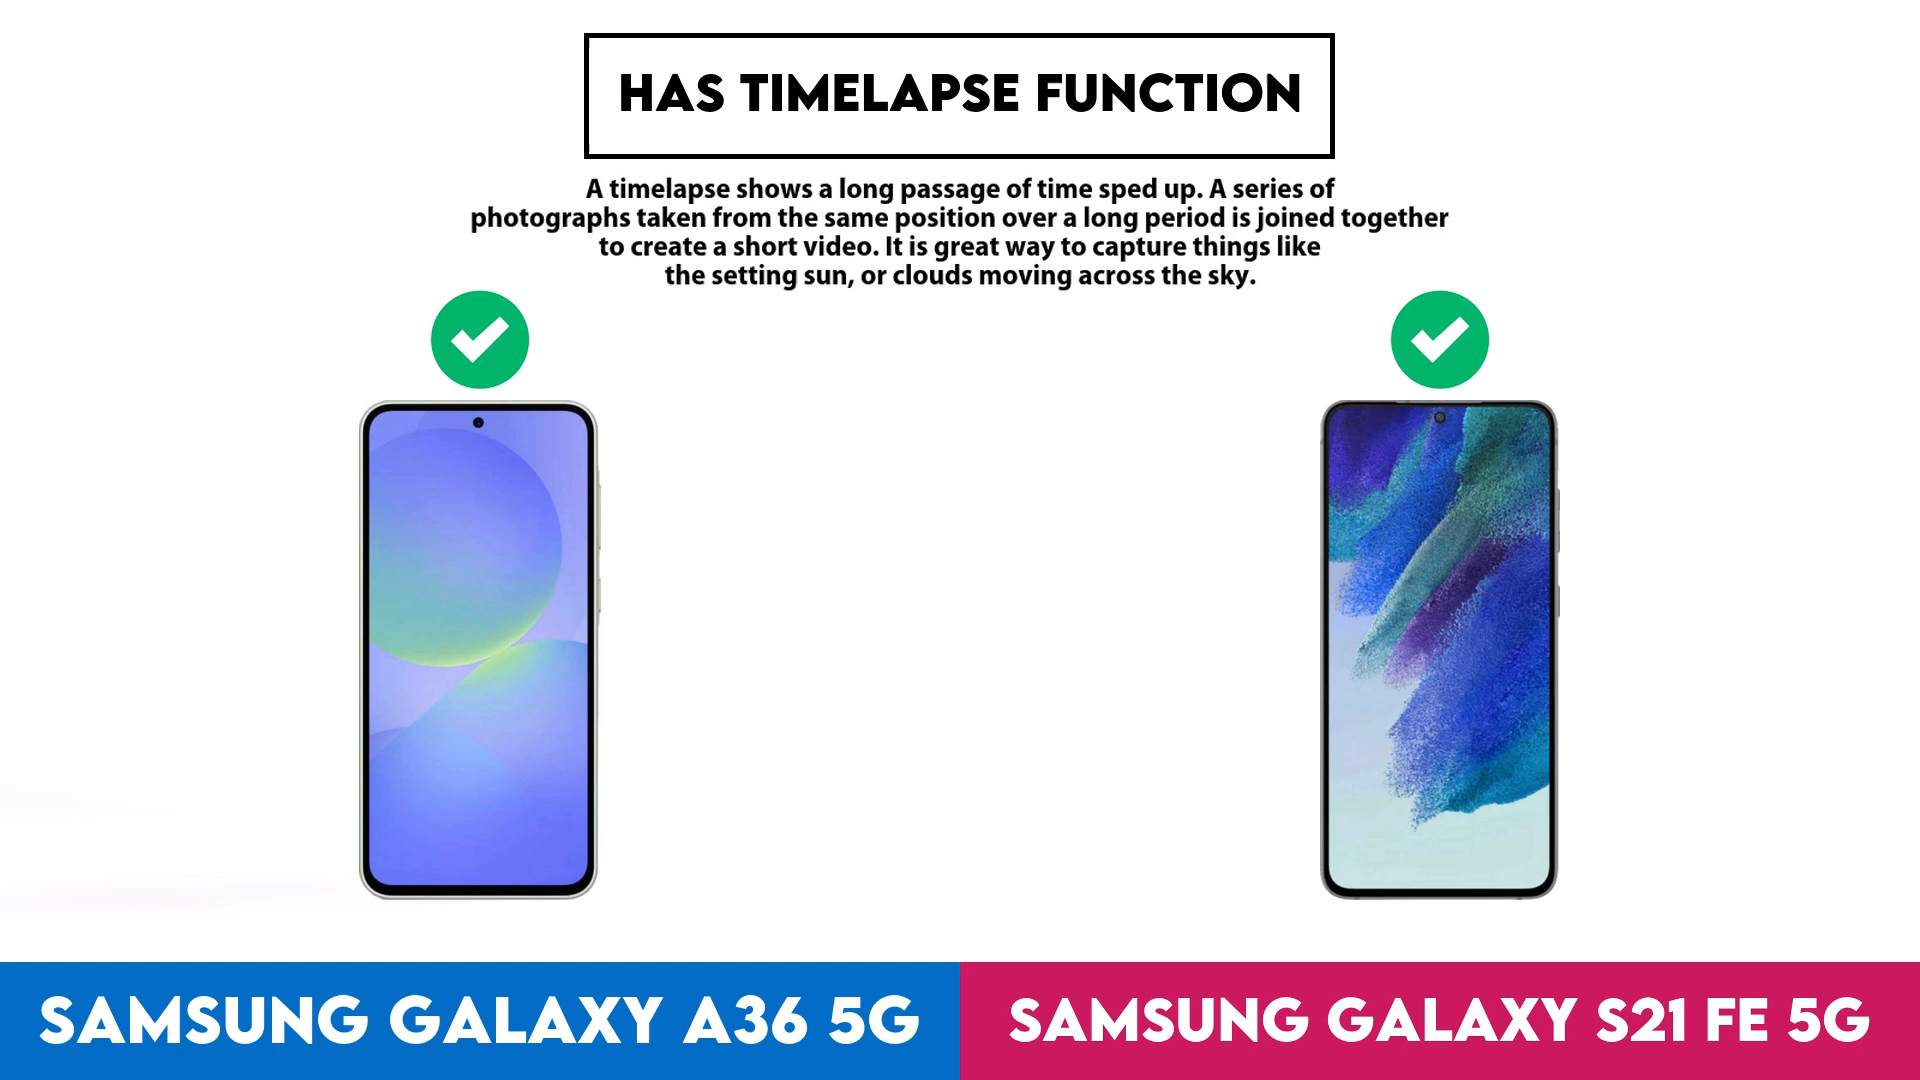 HAS TIMELAPSE FUNCTION
A timelapse shows a long passage of time sped up. A series of
photographs taken from the same position over a long period is joined together
to create a short video. It is great way to capture things like
the setting sun, or clouds moving across the sky.
SAMSUNG GALAXY A36 5G
SAMSUNG GALAXY S21 FE 5G